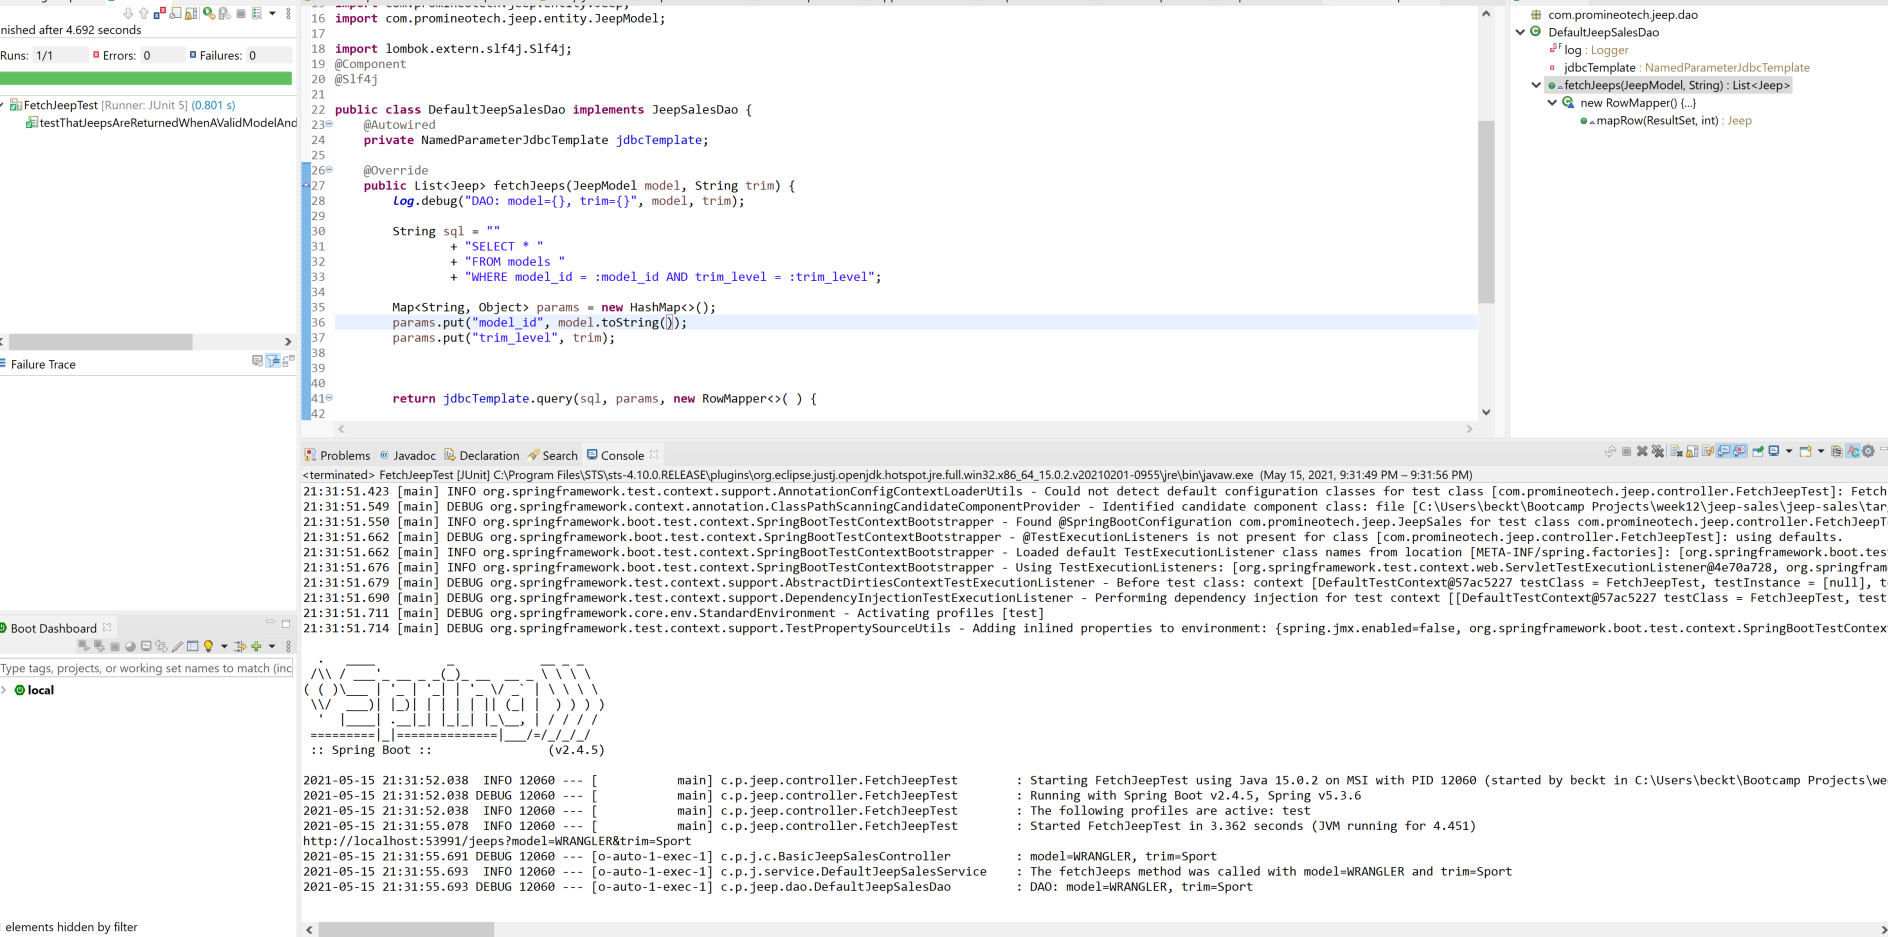 nished after 4.692 seconds
Runs: 1/1 Errors: 0 Failures: 0
FetchJeepTest [Runner: JUnit 5] (0.801 s)
testThatJeepsAreReturnedWhenAValidModelAnd
Failure Trace
Boot Dashboard
Type tags, projects, or working set names to match (inc
local
elements hidden by filter
16 import com.promineotech.jeep.entity.JeepModel;
17
18 import lombok.extern.slf4j.Slf4j;
19 @Component
20 @Slf4j
21
22 public class DefaultJeepSalesDao implements JeepSalesDao {
23 @Autowired
24 private NamedParameterJdbcTemplate jdbcTemplate;
25
26 @Override
27 public List<Jeep> fetchJeeps(JeepModel model, String trim) {
28 log.debug("DAO: model={}, trim={}", model, trim);
29
30 String sql = ""
31 + "SELECT * "
32 + "FROM models "
33 + "WHERE model_id = :model_id AND trim_level = :trim_level";
34
35 Map<String, Object> params = new HashMap<>();
36 params.put("model_id", model.toString());
37 params.put("trim_level", trim);
38
39
40
41 return jdbcTemplate.query(sql, params, new RowMapper<>( ) {
42
com.promineotech.jeep.dao
DefaultJeepSalesDao
log : Logger
jdbcTemplate : NamedParameterJdbcTemplate
fetchJeeps(JeepModel, String) : List<Jeep>
new RowMapper() {...}
mapRow(ResultSet, int) : Jeep
Problems Javadoc Declaration Search Console
<terminated> FetchJeepTest [JUnit] C:\Program Files\STS\sts-4.10.0.RELEASE\plugins\org.eclipse.justj.openjdk.hotspot.jre.full.win32.x86_64_15.0.2.v20210201-0955\jre\bin\javaw.exe (May 15, 2021, 9:31:49 PM – 9:31:56 PM)
21:31:51.423 [main] INFO org.springframework.test.context.support.AnnotationConfigContextLoaderUtils - Could not detect default configuration classes for test class [com.promineotech.jeep.controller.FetchJeepTest]: Fetch
21:31:51.549 [main] DEBUG org.springframework.context.annotation.ClassPathScanningCandidateComponentProvider - Identified candidate component class: file [C:\Users\beckt\Bootcamp Projects\week12\jeep-sales\jeep-sales\tar
21:31:51.550 [main] INFO org.springframework.boot.test.context.SpringBootTestContextBootstrapper - Found @SpringBootConfiguration com.promineotech.jeep.JeepSales for test class com.promineotech.jeep.controller.FetchJeepT
21:31:51.662 [main] DEBUG org.springframework.boot.test.context.SpringBootTestContextBootstrapper - @TestExecutionListeners is not present for class [com.promineotech.jeep.controller.FetchJeepTest]: using defaults.
21:31:51.662 [main] INFO org.springframework.boot.test.context.SpringBootTestContextBootstrapper - Loaded default TestExecutionListener class names from location [META-INF/spring.factories]: [org.springframework.boot.tes
21:31:51.676 [main] INFO org.springframework.boot.test.context.SpringBootTestContextBootstrapper - Using TestExecutionListeners: [org.springframework.test.context.web.ServletTestExecutionListener@4e70a728, org.springfram
21:31:51.679 [main] DEBUG org.springframework.test.context.support.AbstractDirtiesContextTestExecutionListener - Before test class: context [DefaultTestContext@57ac5227 testClass = FetchJeepTest, testInstance = [null], t
21:31:51.690 [main] DEBUG org.springframework.test.context.support.DependencyInjectionTestExecutionListener - Performing dependency injection for test context [[DefaultTestContext@57ac5227 testClass = FetchJeepTest, test
21:31:51.711 [main] DEBUG org.springframework.core.env.StandardEnvironment - Activating profiles [test]
21:31:51.714 [main] DEBUG org.springframework.test.context.support.TestPropertySourceUtils - Adding inlined properties to environment: {spring.jmx.enabled=false, org.springframework.boot.test.context.SpringBootTestContex
:: Spring Boot :: (v2.4.5)
2021-05-15 21:31:52.038 INFO 12060 --- [ main] c.p.jeep.controller.FetchJeepTest : Starting FetchJeepTest using Java 15.0.2 on MSI with PID 12060 (started by beckt in C:\Users\beckt\Bootcamp Projects\we
2021-05-15 21:31:52.038 DEBUG 12060 --- [ main] c.p.jeep.controller.FetchJeepTest : Running with Spring Boot v2.4.5, Spring v5.3.6
2021-05-15 21:31:52.038 INFO 12060 --- [ main] c.p.jeep.controller.FetchJeepTest : The following profiles are active: test
2021-05-15 21:31:55.078 INFO 12060 --- [ main] c.p.jeep.controller.FetchJeepTest : Started FetchJeepTest in 3.362 seconds (JVM running for 4.451)
http://localhost:53991/jeeps?model=WRANGLER&trim=Sport
2021-05-15 21:31:55.691 DEBUG 12060 --- [o-auto-1-exec-1] c.p.j.c.BasicJeepSalesController : model=WRANGLER, trim=Sport
2021-05-15 21:31:55.693 INFO 12060 --- [o-auto-1-exec-1] c.p.j.service.DefaultJeepSalesService : The fetchJeeps method was called with model=WRANGLER and trim=Sport
2021-05-15 21:31:55.693 DEBUG 12060 --- [o-auto-1-exec-1] c.p.jeep.dao.DefaultJeepSalesDao : DAO: model=WRANGLER, trim=Sport